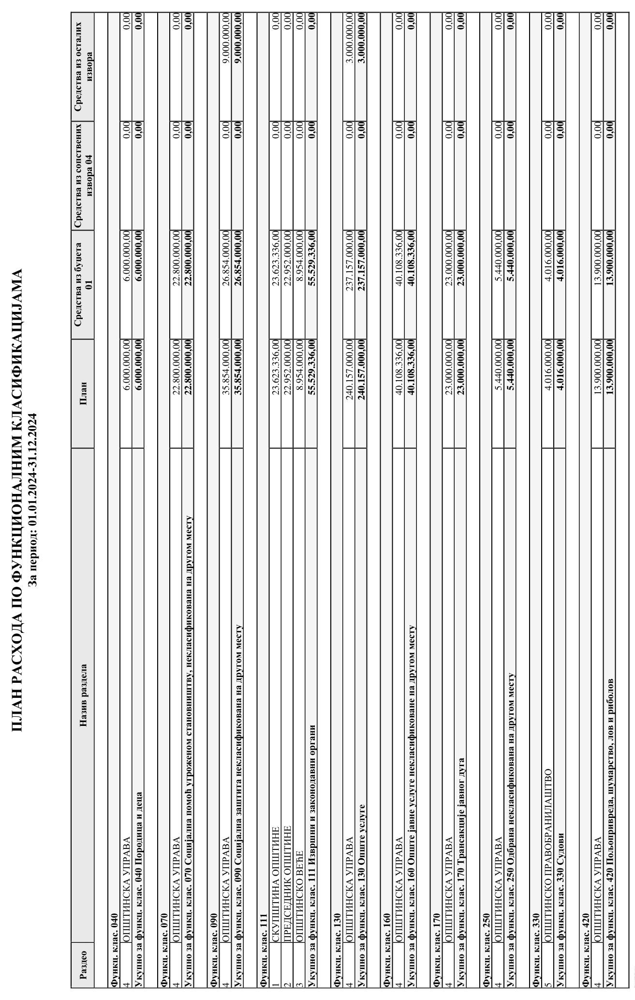 ПЛАН РАСХОДА ПО ФУНКЦИОНАЛНИМ КЛАСИФИКАЦИЈАМА
За период: 01.01.2024-31.12.2024
Раздео Назив раздела План Средства из буџета 01 Средства из сопствених извора 04 Средства из осталих извора
Функц. клас. 040
4 ОПШТИНСКА УПРАВА 6.000.000,00 6.000.000,00 0,00 0,00
Укупно за функц. клас. 040 Породица и деца 6.000.000,00 6.000.000,00 0,00 0,00
Функц. клас. 070
4 ОПШТИНСКА УПРАВА 22.800.000,00 22.800.000,00 0,00 0,00
Укупно за функц. клас. 070 Социјална помоћ угроженом становништву, некласификована на другом месту 22.800.000,00 22.800.000,00 0,00 0,00
Функц. клас. 090
4 ОПШТИНСКА УПРАВА 35.854.000,00 26.854.000,00 0,00 9.000.000,00
Укупно за функц. клас. 090 Социјална заштита некласификована на другом месту 35.854.000,00 26.854.000,00 0,00 9.000.000,00
Функц. клас. 111
1 СКУПШТИНА ОПШТИНЕ 23.623.336,00 23.623.336,00 0,00 0,00
2 ПРЕДСЕДНИК ОПШТИНЕ 22.952.000,00 22.952.000,00 0,00 0,00
3 ОПШТИНСКО ВЕЋЕ 8.954.000,00 8.954.000,00 0,00 0,00
Укупно за функц. клас. 111 Извршни и законодавни органи 55.529.336,00 55.529.336,00 0,00 0,00
Функц. клас. 130
4 ОПШТИНСКА УПРАВА 240.157.000,00 237.157.000,00 0,00 3.000.000,00
Укупно за функц. клас. 130 Опште услуге 240.157.000,00 237.157.000,00 0,00 3.000.000,00
Функц. клас. 160
4 ОПШТИНСКА УПРАВА 40.108.336,00 40.108.336,00 0,00 0,00
Укупно за функц. клас. 160 Опште јавне услуге некласификоване на другом месту 40.108.336,00 40.108.336,00 0,00 0,00
Функц. клас. 170
4 ОПШТИНСКА УПРАВА 23.000.000,00 23.000.000,00 0,00 0,00
Укупно за функц. клас. 170 Трансакције јавног дуга 23.000.000,00 23.000.000,00 0,00 0,00
Функц. клас. 250
4 ОПШТИНСКА УПРАВА 5.440.000,00 5.440.000,00 0,00 0,00
Укупно за функц. клас. 250 Одбрана некласификована на другом месту 5.440.000,00 5.440.000,00 0,00 0,00
Функц. клас. 330
5 ОПШТИНСКО ПРАВОБРАНИЛАШТВО 4.016.000,00 4.016.000,00 0,00 0,00
Укупно за функц. клас. 330 Судови 4.016.000,00 4.016.000,00 0,00 0,00
Функц. клас. 420
4 ОПШТИНСКА УПРАВА 13.900.000,00 13.900.000,00 0,00 0,00
Укупно за функц. клас. 420 Пољопривреда, шумарство, лов и риболов 13.900.000,00 13.900.000,00 0,00 0,00